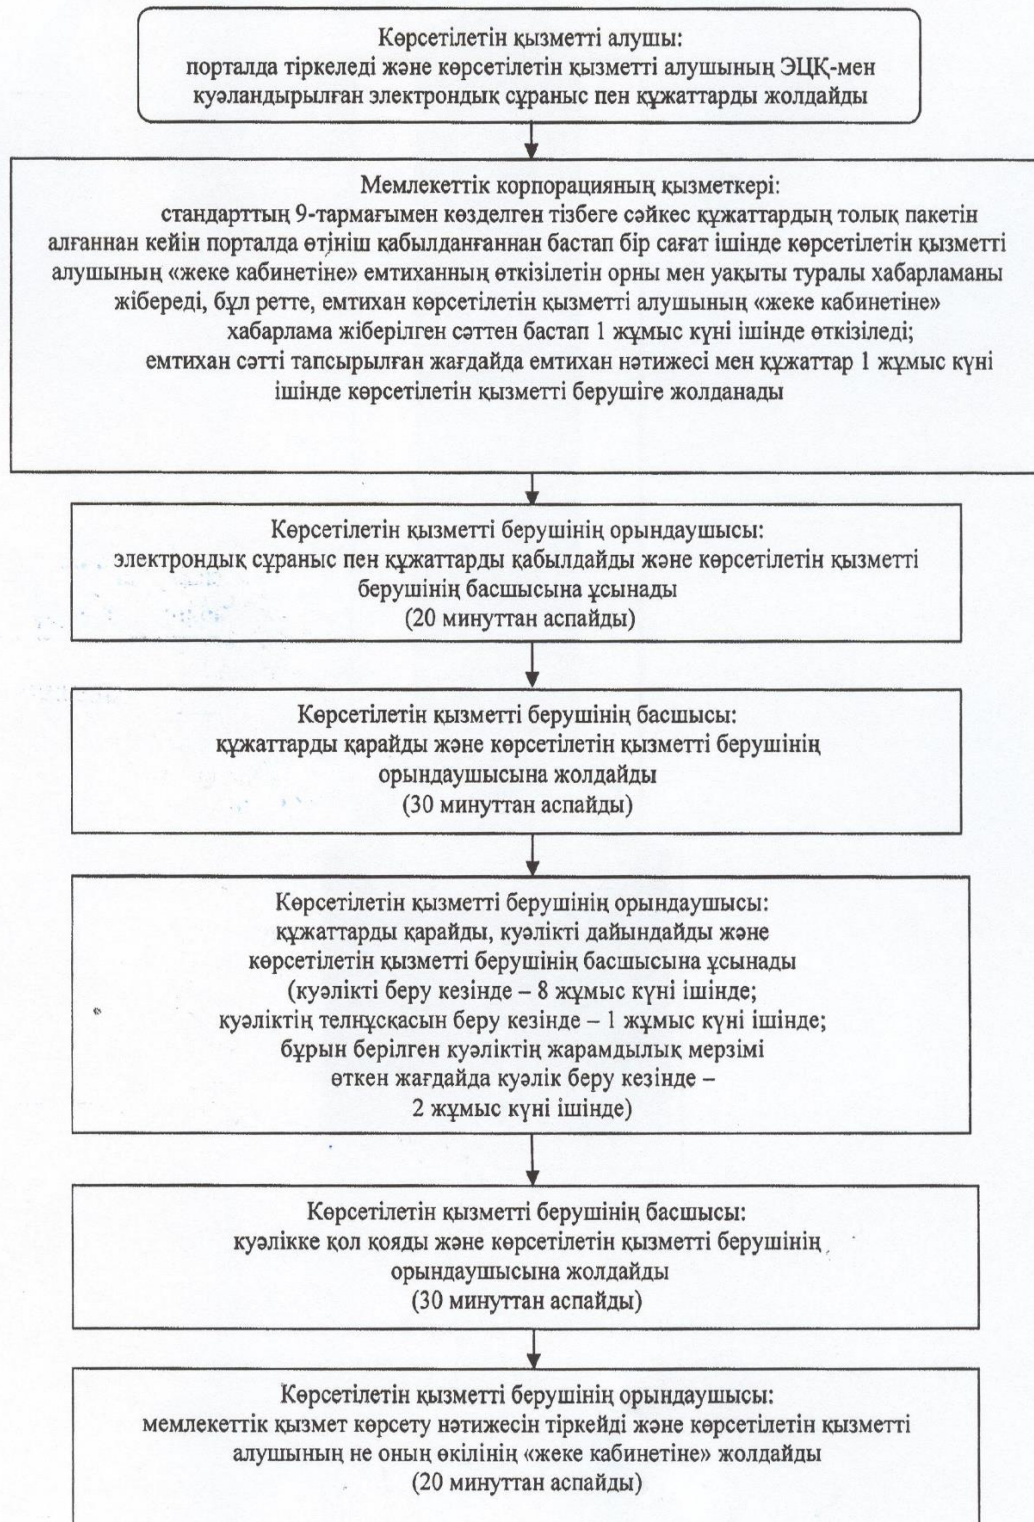 Көрсетілетін қызметті алушы:
порталда тіркеледі және көрсетілетін қызметті алушының ЭЦҚ-мен
куәландырылған электрондық сұраныс пен құжаттарды жолдайды
Мемлекеттік корпорацияның қызметкері:
стандарттың 9-тармағымен көзделген тізбеге сәйкес құжаттардың толық пакетін
алғаннан кейін порталда өтініш қабылданғаннан бастап бір сағат ішінде көрсетілетін қызметті
алушының «жеке кабинетіне» емтиханның өткізілетін орны мен уақыты туралы хабарламаны
жібереді, бұл ретте, емтихан көрсетілетін қызметті алушының «жеке кабинетіне»
хабарлама жіберілген сәттен бастап 1 жұмыс күні ішінде өткізіледі;
емтихан сәтті тапсырылған жағдайда емтихан нәтижесі мен құжаттар 1 жұмыс күні
ішінде көрсетілетін қызметті берушіге жолданады
Көрсетілетін қызметті берушінің орындаушысы:
электрондық сұраныс пен құжаттарды қабылдайды және көрсетілетін қызметті
берушінің басшысына ұсынады
(20 минуттан аспайды)
Көрсетілетін қызметті берушінің басшысы:
құжаттарды қарайды және көрсетілетін қызметті берушінің
орындаушысына жолдайды
(30 минуттан аспайды)
Көрсетілетін қызметті берушінің орындаушысы:
құжаттарды қарайды, куәлікті дайындайды және
көрсетілетін қызметті берушінің басшысына ұсынады
(куәлікті беру кезінде – 8 жұмыс күні ішінде;
куәліктің телнұсқасын беру кезінде – 1 жұмыс күні ішінде;
бұрын берілген куәліктің жарамдылық мерзімі
өткен жағдайда куәлік беру кезінде –
2 жұмыс күні ішінде)
Көрсетілетін қызметті берушінің басшысы:
куәлікке қол қояды және көрсетілетін қызметті берушінің
орындаушысына жолдайды
(30 минуттан аспайды)
Көрсетілетін қызметті берушінің орындаушысы:
мемлекеттік қызмет көрсету нәтижесін тіркейді және көрсетілетін қызметті
алушының не оның өкілінің «жеке кабинетіне» жолдайды
(20 минуттан аспайды)